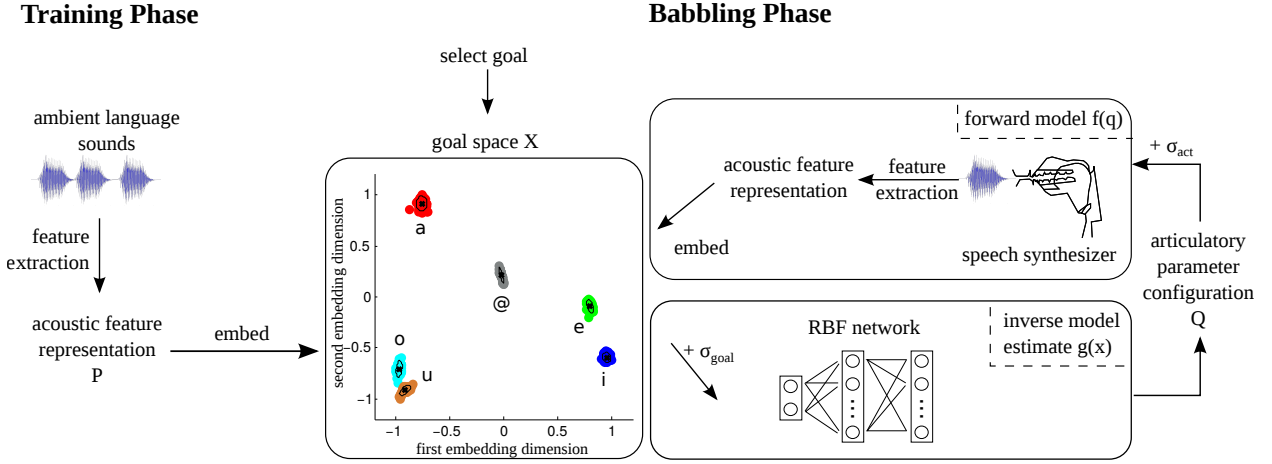 Training Phase
Babbling Phase
select goal
ambient language
sounds
feature
extraction
acoustic feature
representation
P
embed
goal space X
second embedding dimension
1
0.5
0
−0.5
−1
a
@
e
i
o
u
−1
−0.5
0
0.5
1
first embedding dimension
forward model f(q)
acoustic feature
representation
feature
extraction
embed
speech synthesizer
+ σact
articulatory
parameter
configuration
Q
RBF network
+ σgoal
inverse model
estimate g(x)